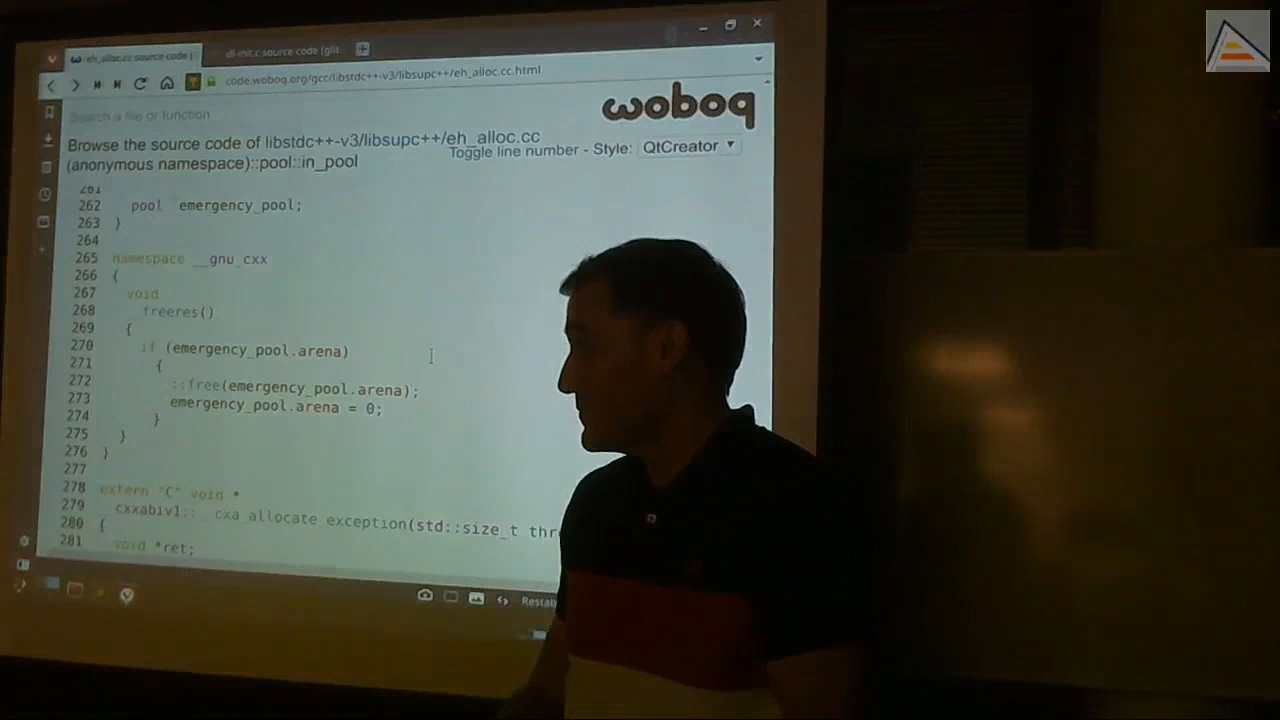 eh_alloc.cc source code [
dl-init.c source code [glib
code.woboq.org/gcc/libstdc++-v3/libsupc++/eh_alloc.cc.html
Search a file or function
woboq
Browse the source code of libstdc++-v3/libsupc++/eh_alloc.cc
Toggle line number - Style: QtCreator
(anonymous namespace)::pool::in_pool
261
262 pool emergency_pool;
263 }
264
265 namespace __gnu_cxx
266 {
267 void
268 __freeres()
269 {
270 if (emergency_pool.arena)
271 {
272 ::free(emergency_pool.arena);
273 emergency_pool.arena = 0;
274 }
275 }
276 }
277
278 extern "C" void *
279 __cxxabiv1::__cxa_allocate_exception(std::size_t thr
280 {
281 void *ret;